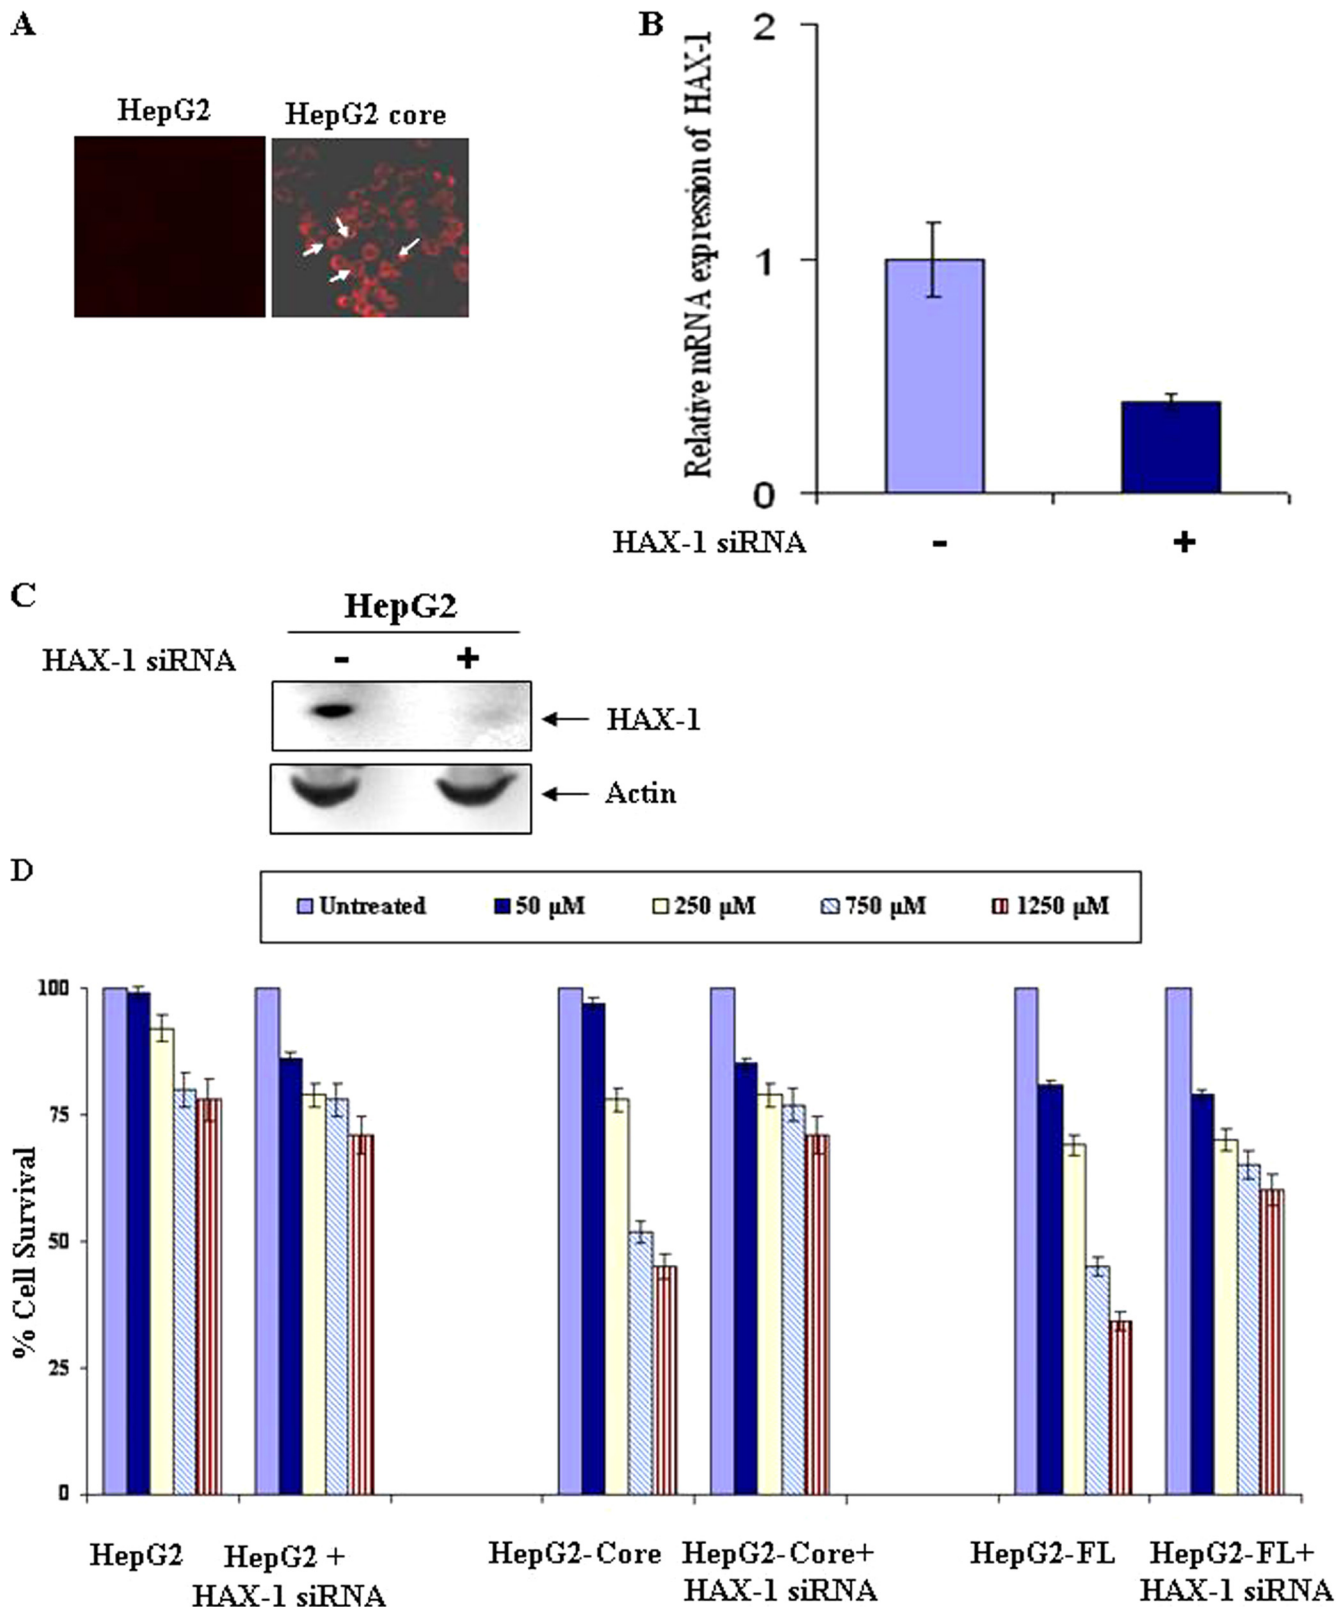 A
HepG2
HepG2 core
B
Relative mRNA expression of HAX-1
2
1
0
HAX-1 siRNA - +
C
HepG2
HAX-1 siRNA - +
HAX-1
Actin
D
Untreated 50 μM 250 μM 750 μM 1250 μM
% Cell Survival
100
75
50
25
0
HepG2
HepG2 +
HAX-1 siRNA
HepG2-Core
HepG2-Core+
HAX-1 siRNA
HepG2-FL
HepG2-FL+
HAX-1 siRNA